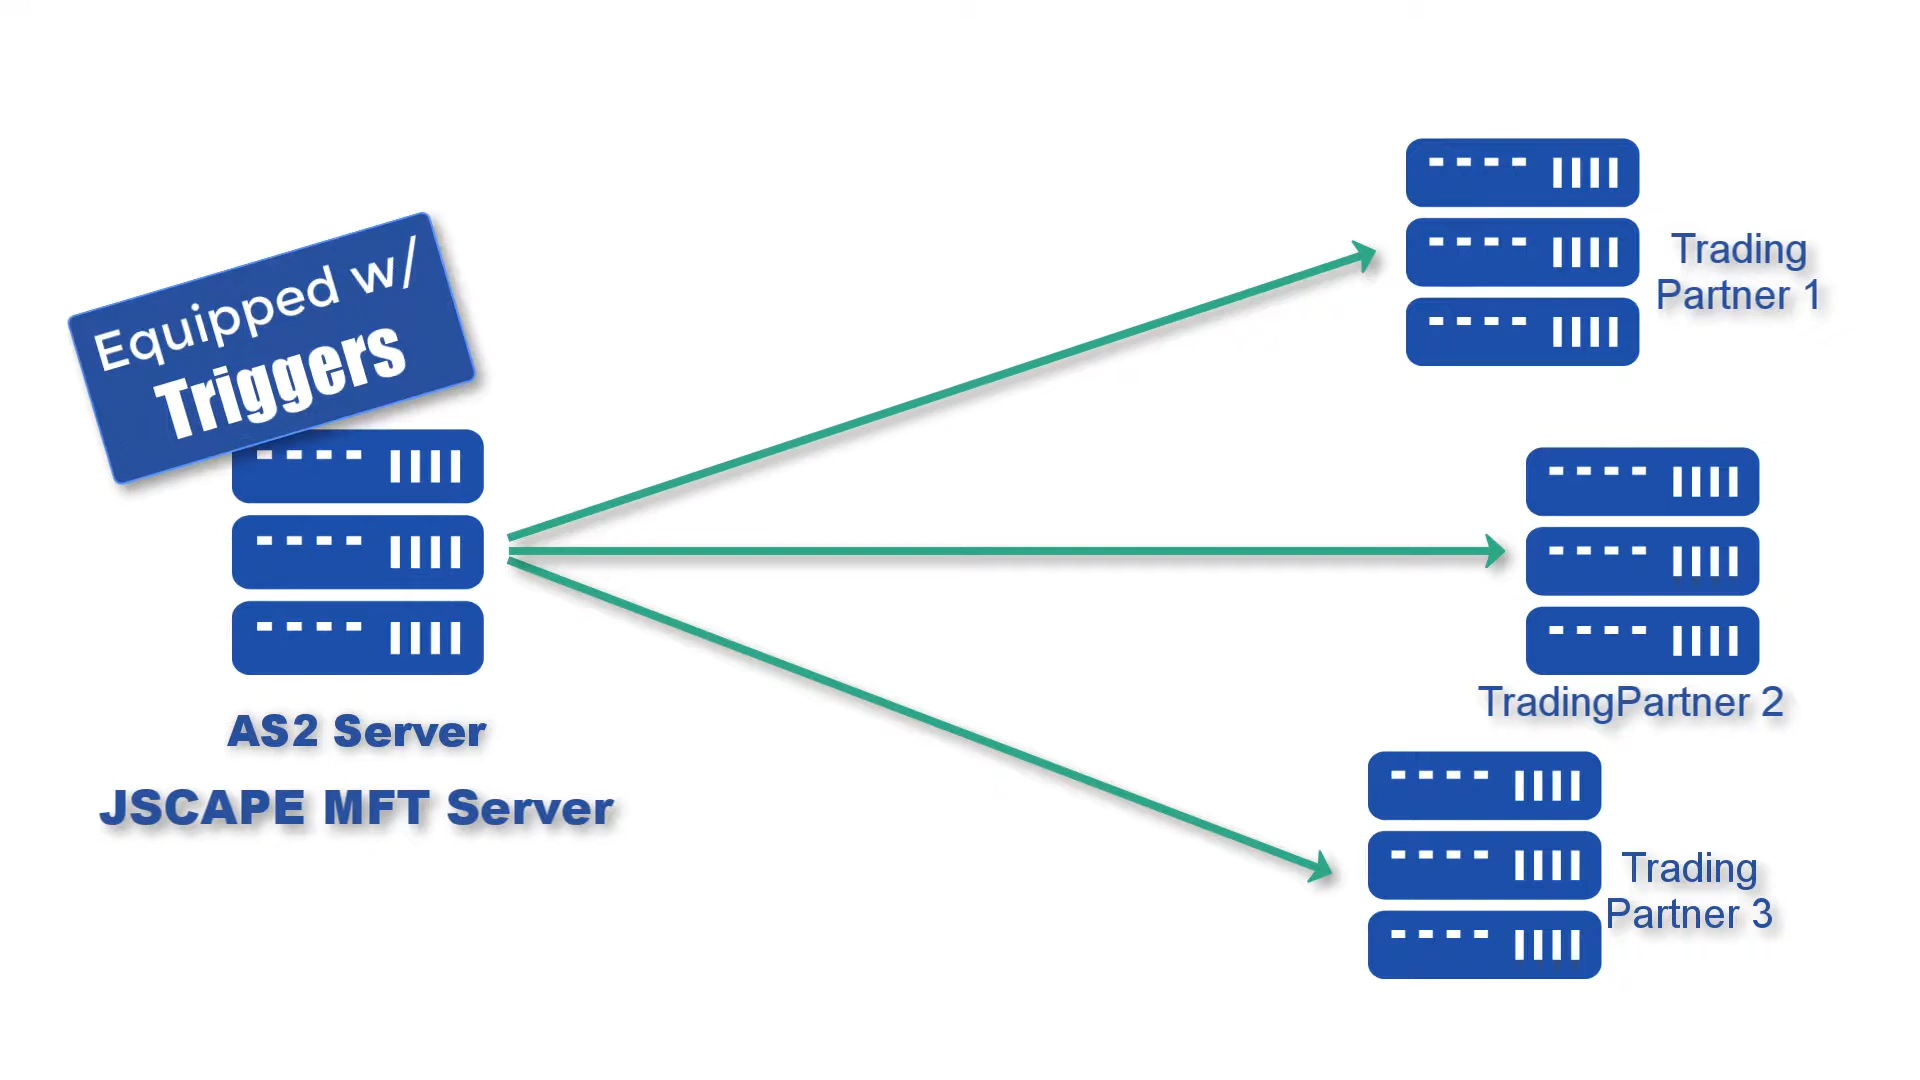 Equipped w/
Triggers
AS2 Server
JSCAPE MFT Server
Trading
Partner 1
TradingPartner 2
Trading
Partner 3